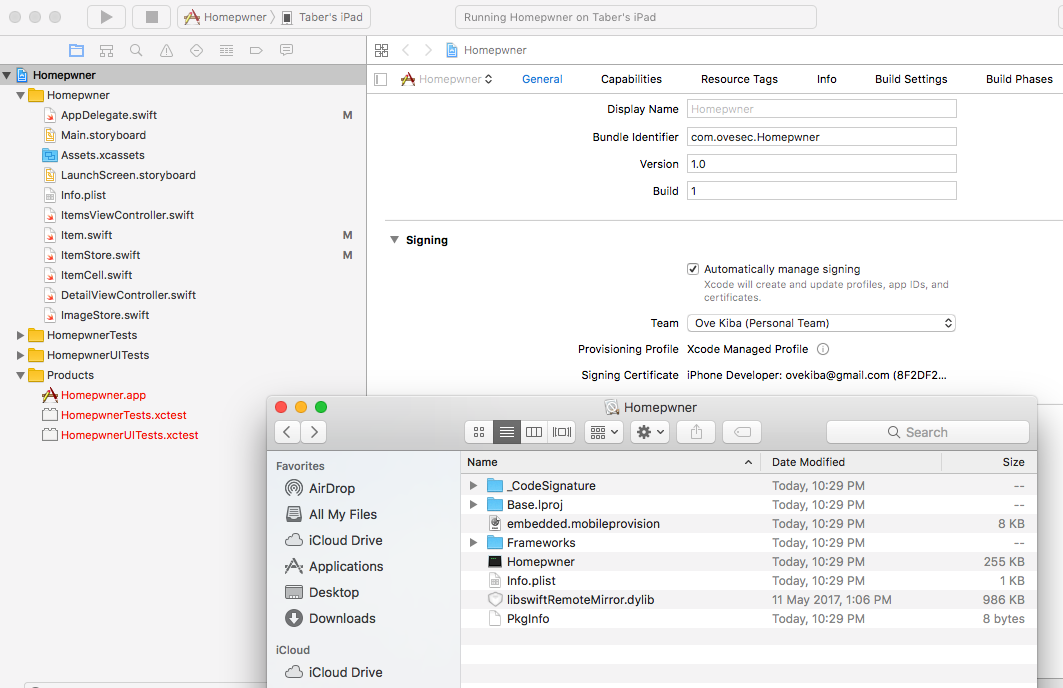 Homepwner 〉 Taber's iPad
Running Homepwner on Taber's iPad
Homepwner
Homepwner
General
Capabilities
Resource Tags
Info
Build Settings
Build Phases
Homepwner
Homepwner
AppDelegate.swift M
Main.storyboard
Assets.xcassets
LaunchScreen.storyboard
Info.plist
ItemsViewController.swift
Item.swift M
ItemStore.swift M
ItemCell.swift
DetailViewController.swift
ImageStore.swift
HomepwnerTests
HomepwnerUITests
Products
Homepwner.app
HomepwnerTests.xctest
HomepwnerUITests.xctest
Display Name Homepwner
Bundle Identifier com.ovesec.Homepwner
Version 1.0
Build 1
Signing
Automatically manage signing
Xcode will create and update profiles, app IDs, and
certificates.
Team Ove Kiba (Personal Team)
Provisioning Profile Xcode Managed Profile
Signing Certificate iPhone Developer: ovekiba@gmail.com (8F2DF2...
Homepwner
Search
Favorites
AirDrop
All My Files
iCloud Drive
Applications
Desktop
Downloads
iCloud
iCloud Drive
Name Date Modified Size
_CodeSignature Today, 10:29 PM --
Base.lproj Today, 10:29 PM --
embedded.mobileprovision Today, 10:29 PM 8 KB
Frameworks Today, 10:29 PM --
Homepwner Today, 10:29 PM 255 KB
Info.plist Today, 10:29 PM 1 KB
libswiftRemoteMirror.dylib 11 May 2017, 1:06 PM 986 KB
PkgInfo Today, 10:29 PM 8 bytes